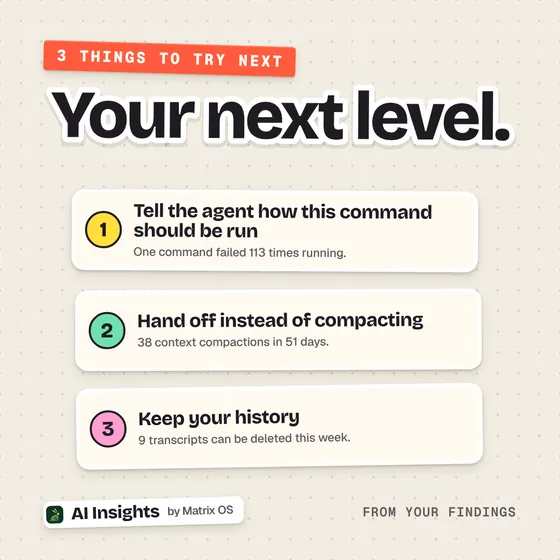 3 THINGS TO TRY NEXT
Your next level.
1
Tell the agent how this command
should be run
One command failed 113 times running.
2
Hand off instead of compacting
38 context compactions in 51 days.
3
Keep your history
9 transcripts can be deleted this week.
AI Insights by Matrix OS
FROM YOUR FINDINGS